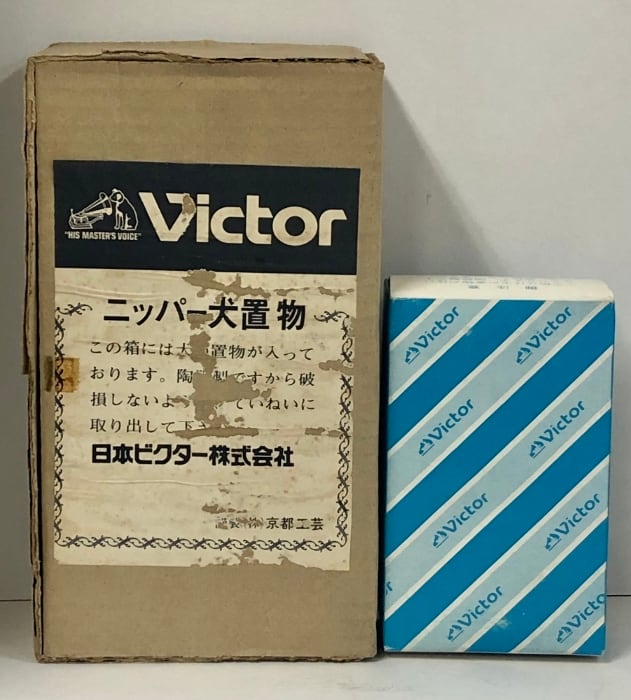 Victor
"HIS MASTER'S VOICE"
ニッパー犬置物
この箱には犬 置物が入って
おります。陶 製ですから破
損しないよ ていねいに
取り出して下さ
日本ビクター株式会社
京都工芸
Victor
Victor
Victor
Victor
Victor
Victor
Victor
Victor